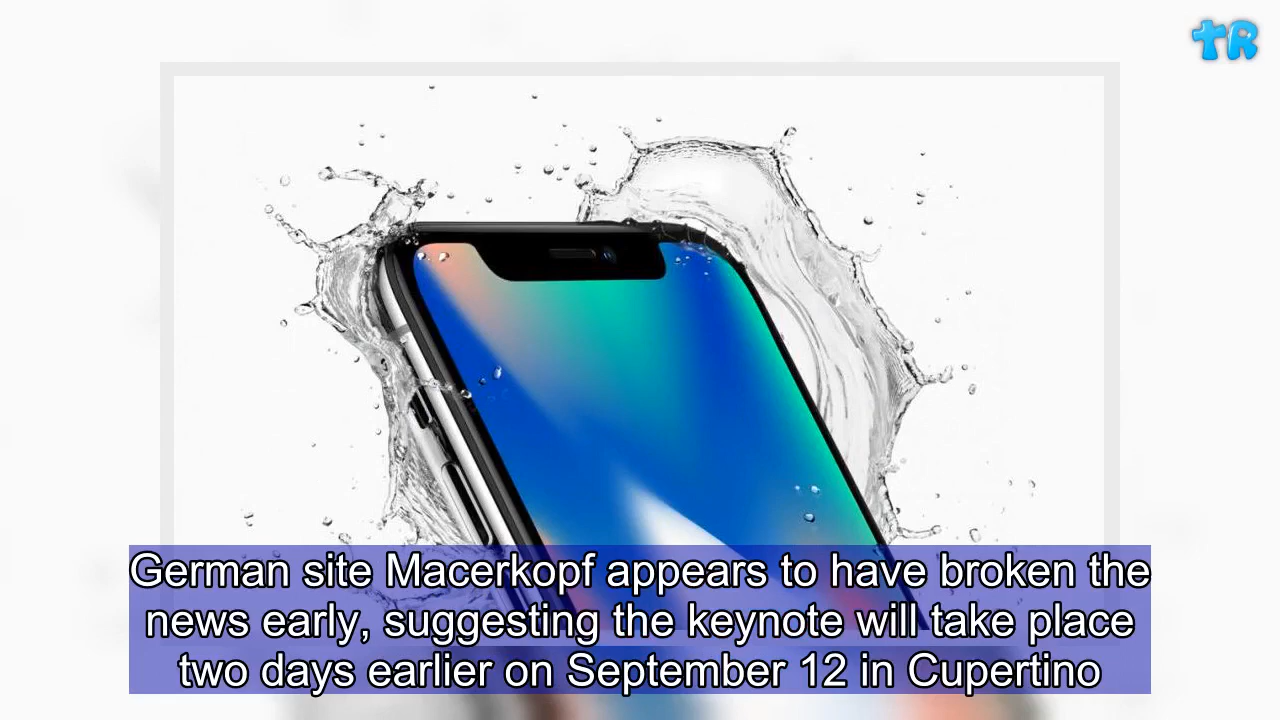 TR
German site Macerkopf appears to have broken the
news early, suggesting the keynote will take place
two days earlier on September 12 in Cupertino